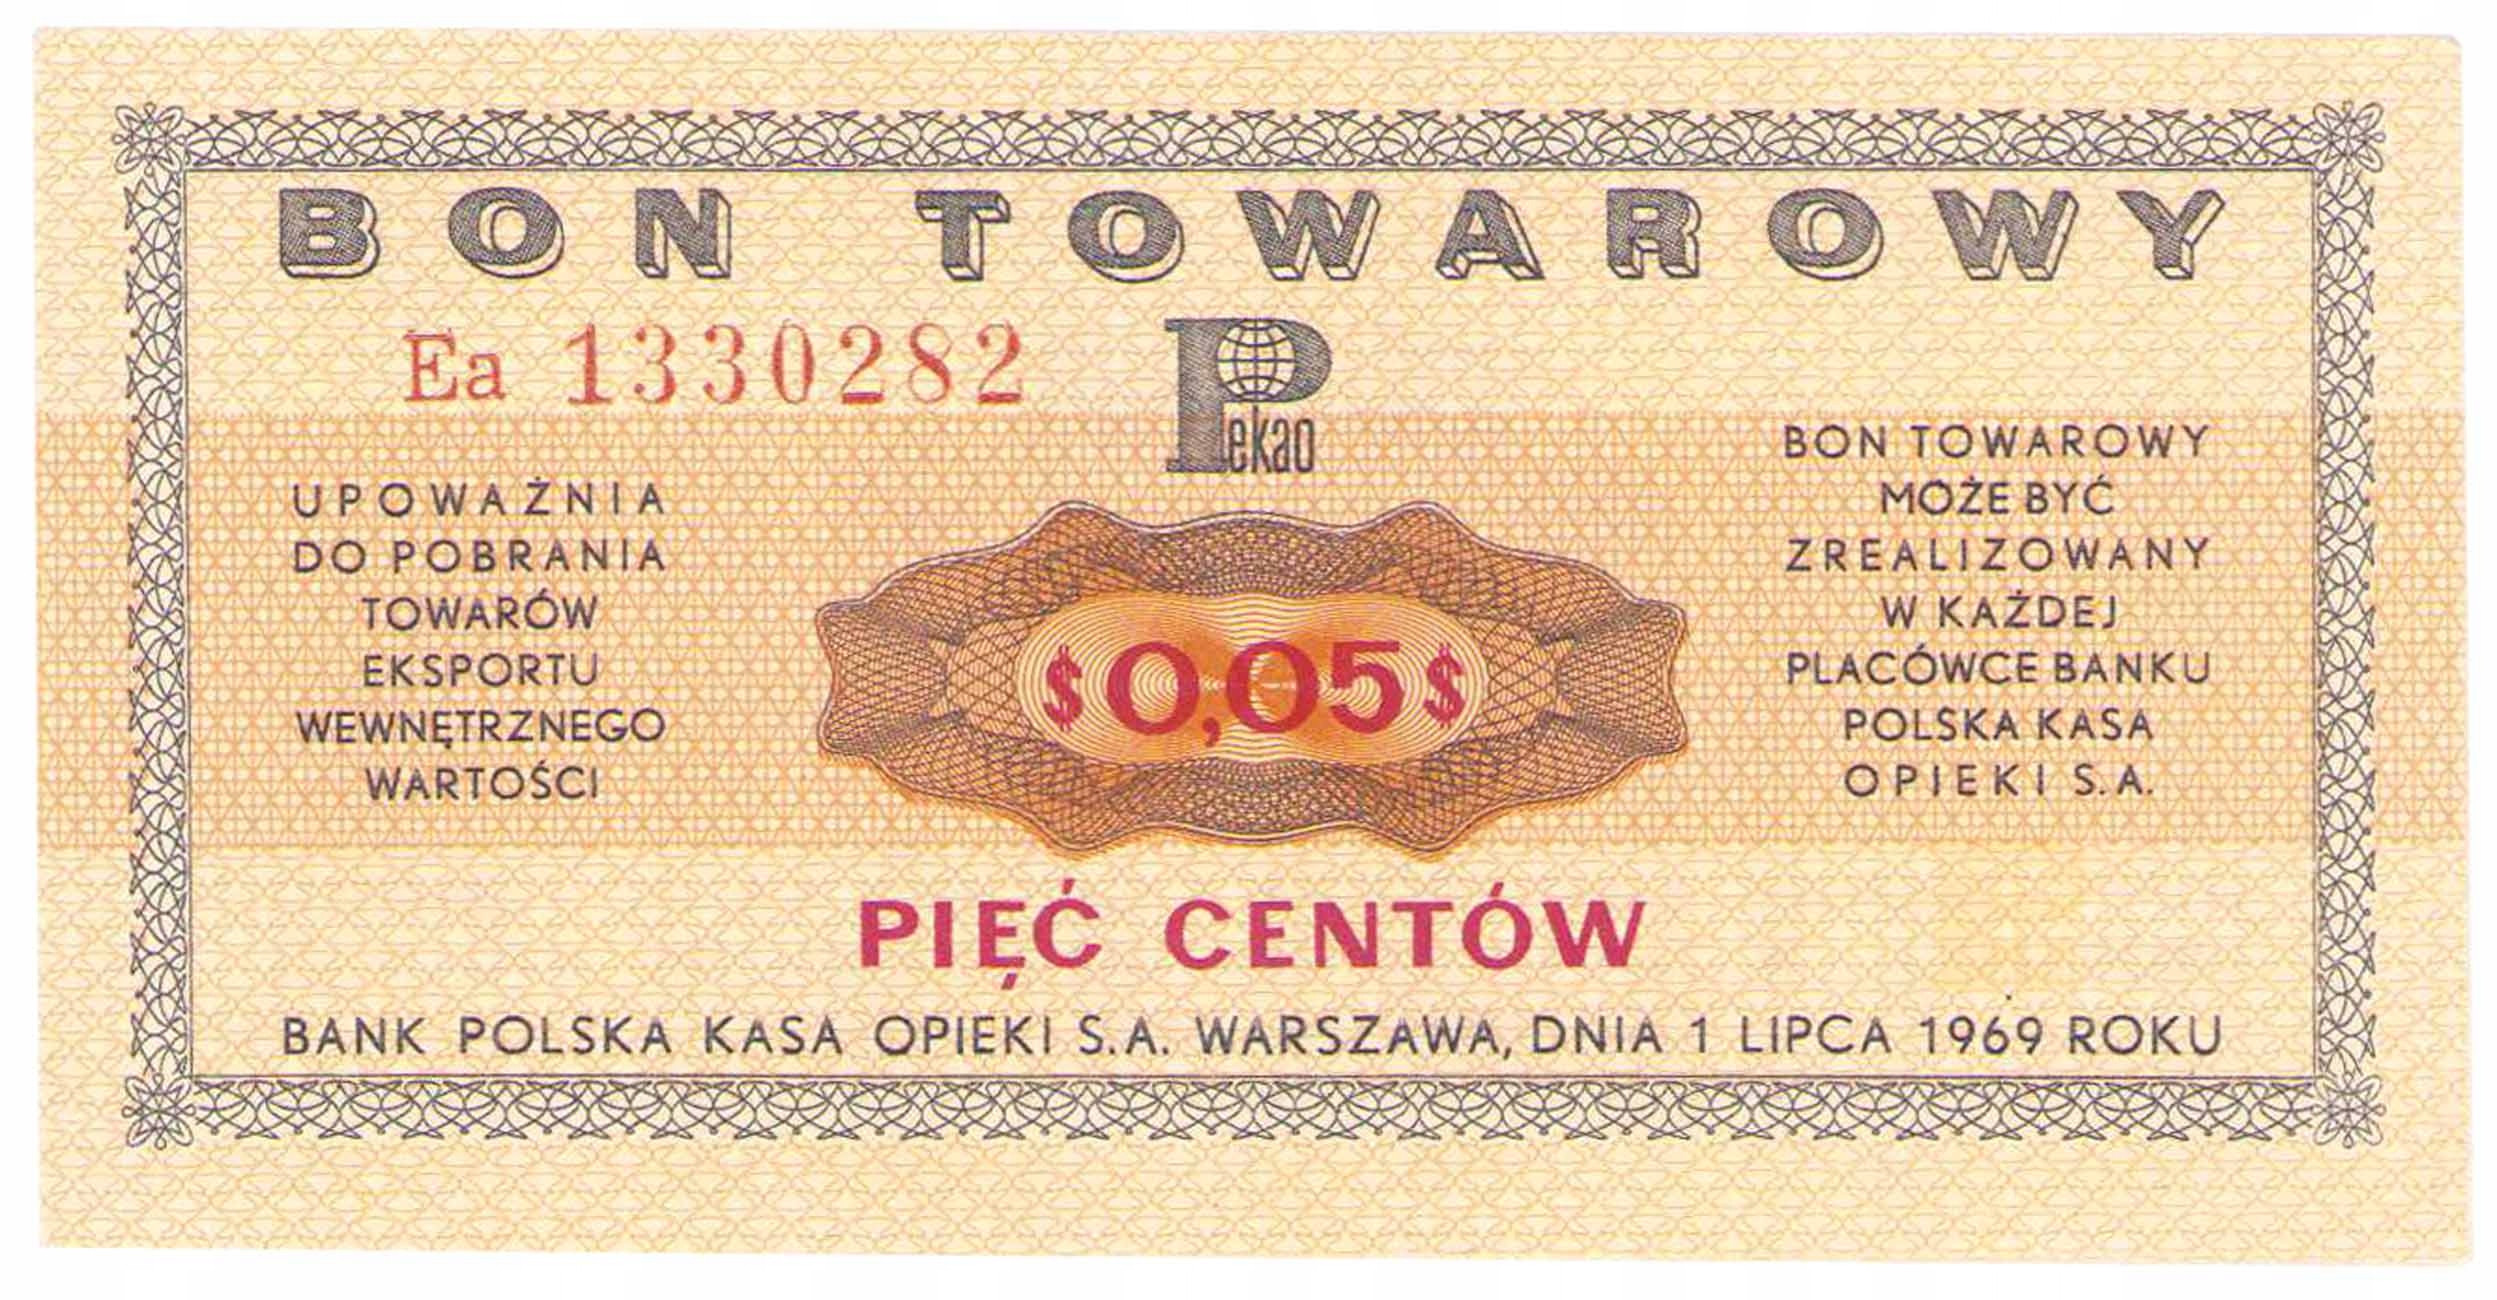 BON TOWAROWY
Ea 1330282
Pekao
UPOWAŻNIA
DO POBRANIA
TOWARÓW
EKSPORTU
WEWNĘTRZNEGO
WARTOŚCI
$0,05$
BON TOWAROWY
MOŻE BYĆ
ZREALIZOWANY
W KAŻDEJ
PLACÓWCE BANKU
POLSKA KASA
OPIEKI S.A.
PIĘĆ CENTÓW
BANK POLSKA KASA OPIEKI S.A. WARSZAWA, DNIA 1 LIPCA 1969 ROKU